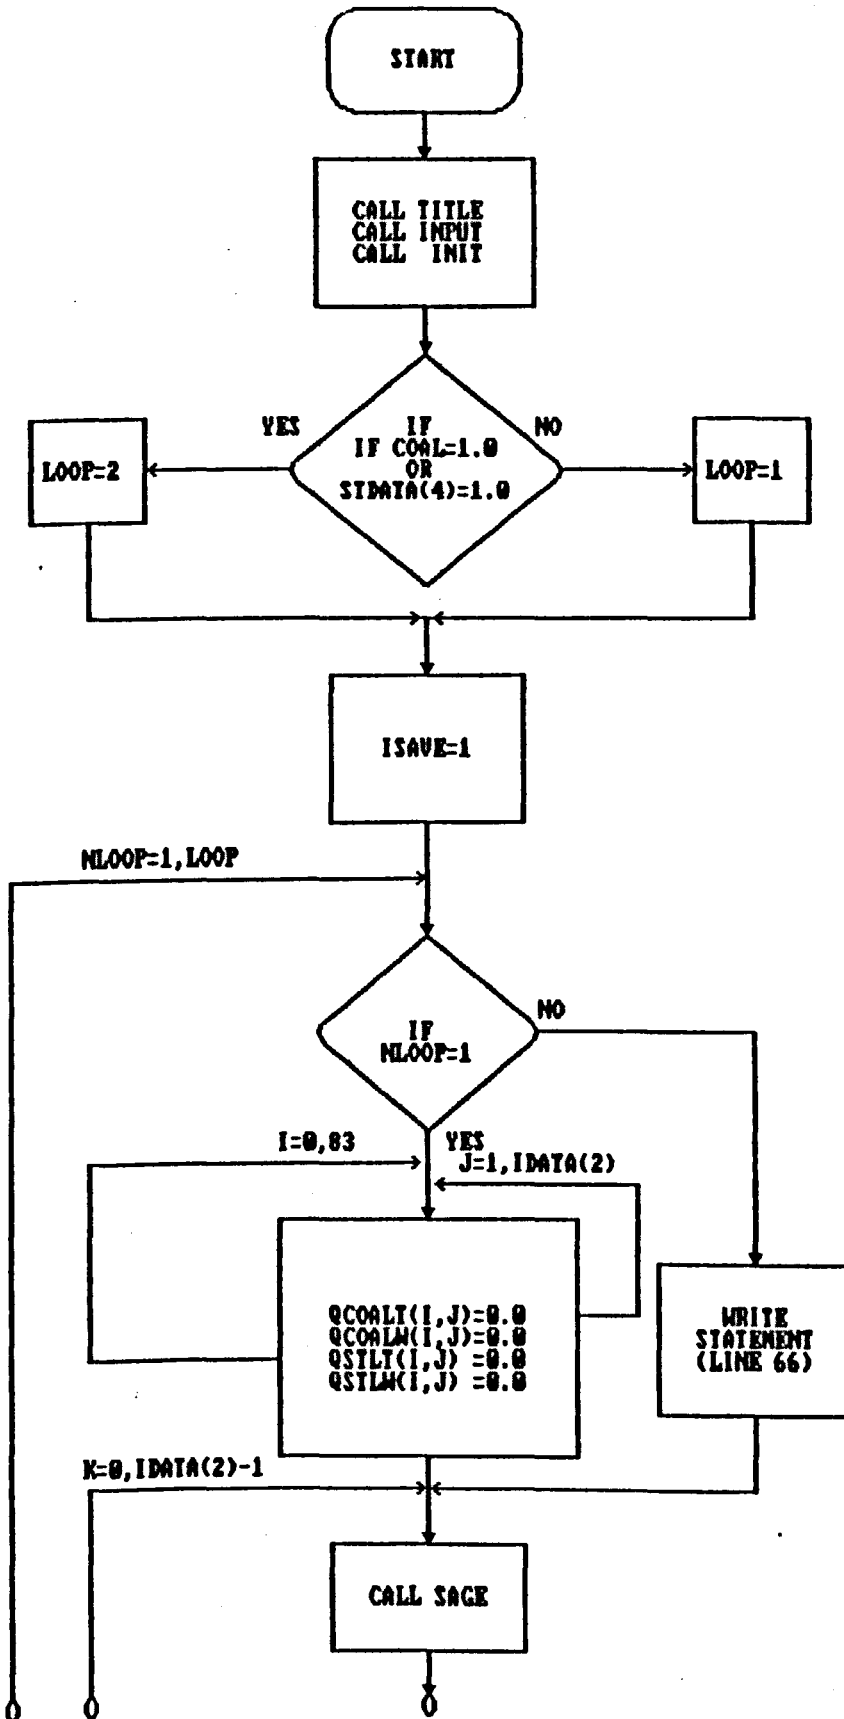 START
CALL TITLE
CALL INPUT
CALL INIT
YES
IF
IF COAL=1.0
OR
STDATA(4)=1.0
NO
LOOP=2
LOOP=1
ISAVE=1
NLOOP=1,LOOP
IF
NLOOP=1
NO
YES
I=0,83
J=1,IDATA(2)
QCOALT(I,J)=0.0
QCOALW(I,J)=0.0
QSTLT(I,J) =0.0
QSTLW(I,J) =0.0
WRITE
STATEMENT
(LINE 66)
K=0,IDATA(2)-1
CALL SAGE